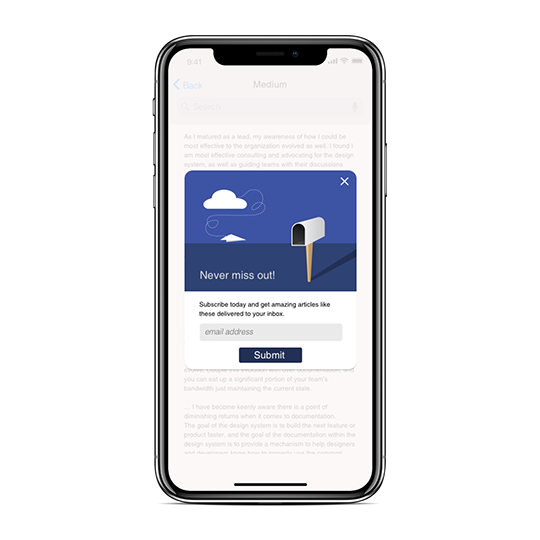 9:41
Back
Medium
Search
As I matured as a lead, my awareness of how I could be
most effective to the organization evolved as well. I found I
am most effective consulting and advocating for the design
system, as well as guiding teams with their discussions
Never miss out!
Subscribe today and get amazing articles like
these delivered to your inbox.
email address
Submit
you can eat up a significant portion of your team's
bandwidth just maintaining the current state.
... I have become keenly aware there is a point of
diminishing returns when it comes to documentation.
The goal of the design system is to build the next feature or
product faster, and the goal of the documentation within the
design system is to provide a mechanism to help designers